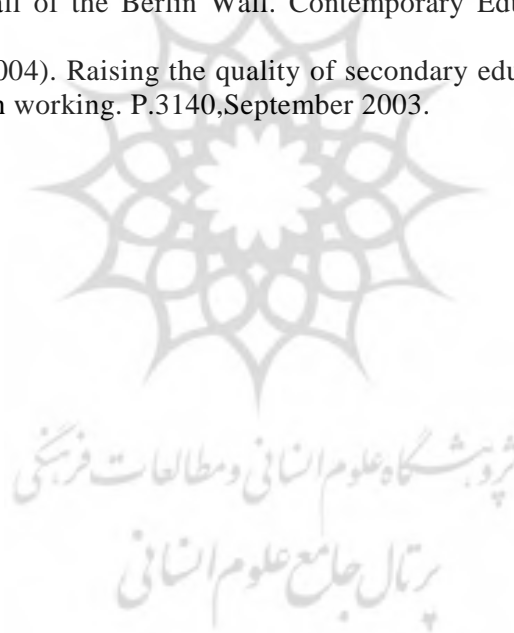 all of the Berlin Wall. Contemporary Edu
004). Raising the quality of secondary edu
n working. P.3140,September 2003.
پژوهشگاه علوم انسانی و مطالعات فرهنگی
پرتال جامع علوم انسانی